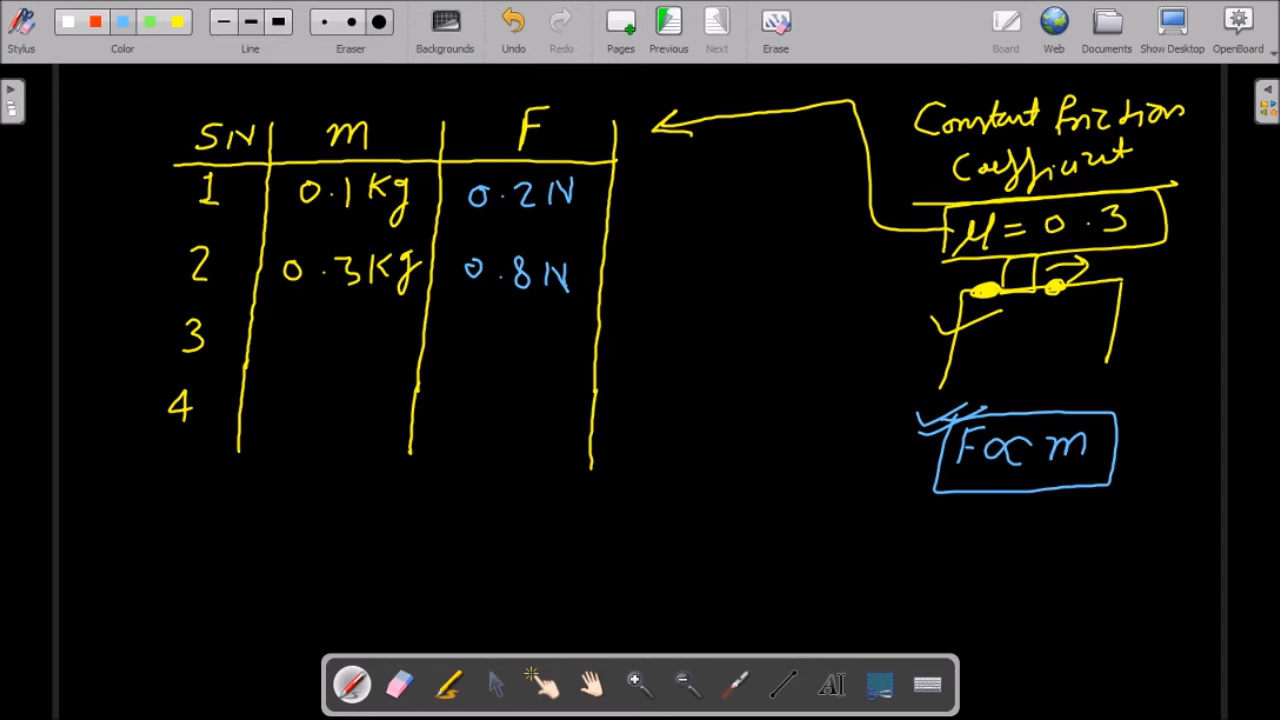 Stylus Color Line Eraser Backgrounds Undo Redo Pages Previous Next Erase Board Web Documents Show Desktop OpenBoard
SN m F
1 0.1 Kg 0.2 N
2 0.3 Kg 0.8 N
3
4
Constant friction
Coefficient
μ = 0.3
F ∝ m
AI